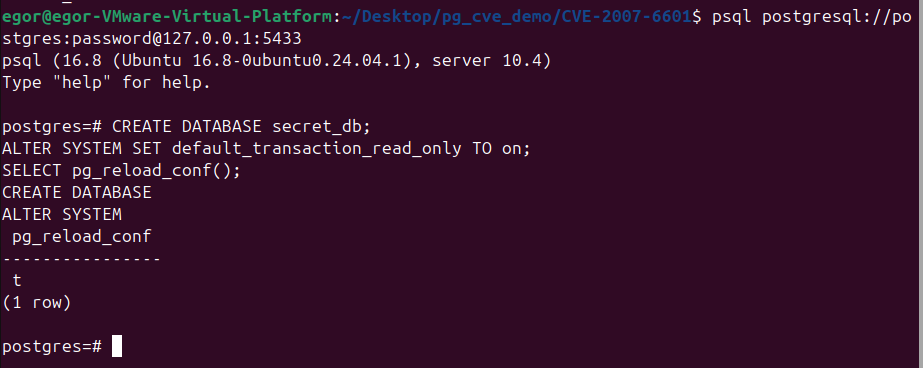 egor@egor-VMware-Virtual-Platform:~/Desktop/pg_cve_demo/CVE-2007-6601$ psql postgresql://po
stgres:password@127.0.0.1:5433
psql (16.8 (Ubuntu 16.8-0ubuntu0.24.04.1), server 10.4)
Type "help" for help.

postgres=# CREATE DATABASE secret_db;
ALTER SYSTEM SET default_transaction_read_only TO on;
SELECT pg_reload_conf();
CREATE DATABASE
ALTER SYSTEM
 pg_reload_conf
----------------
 t
(1 row)

postgres=#